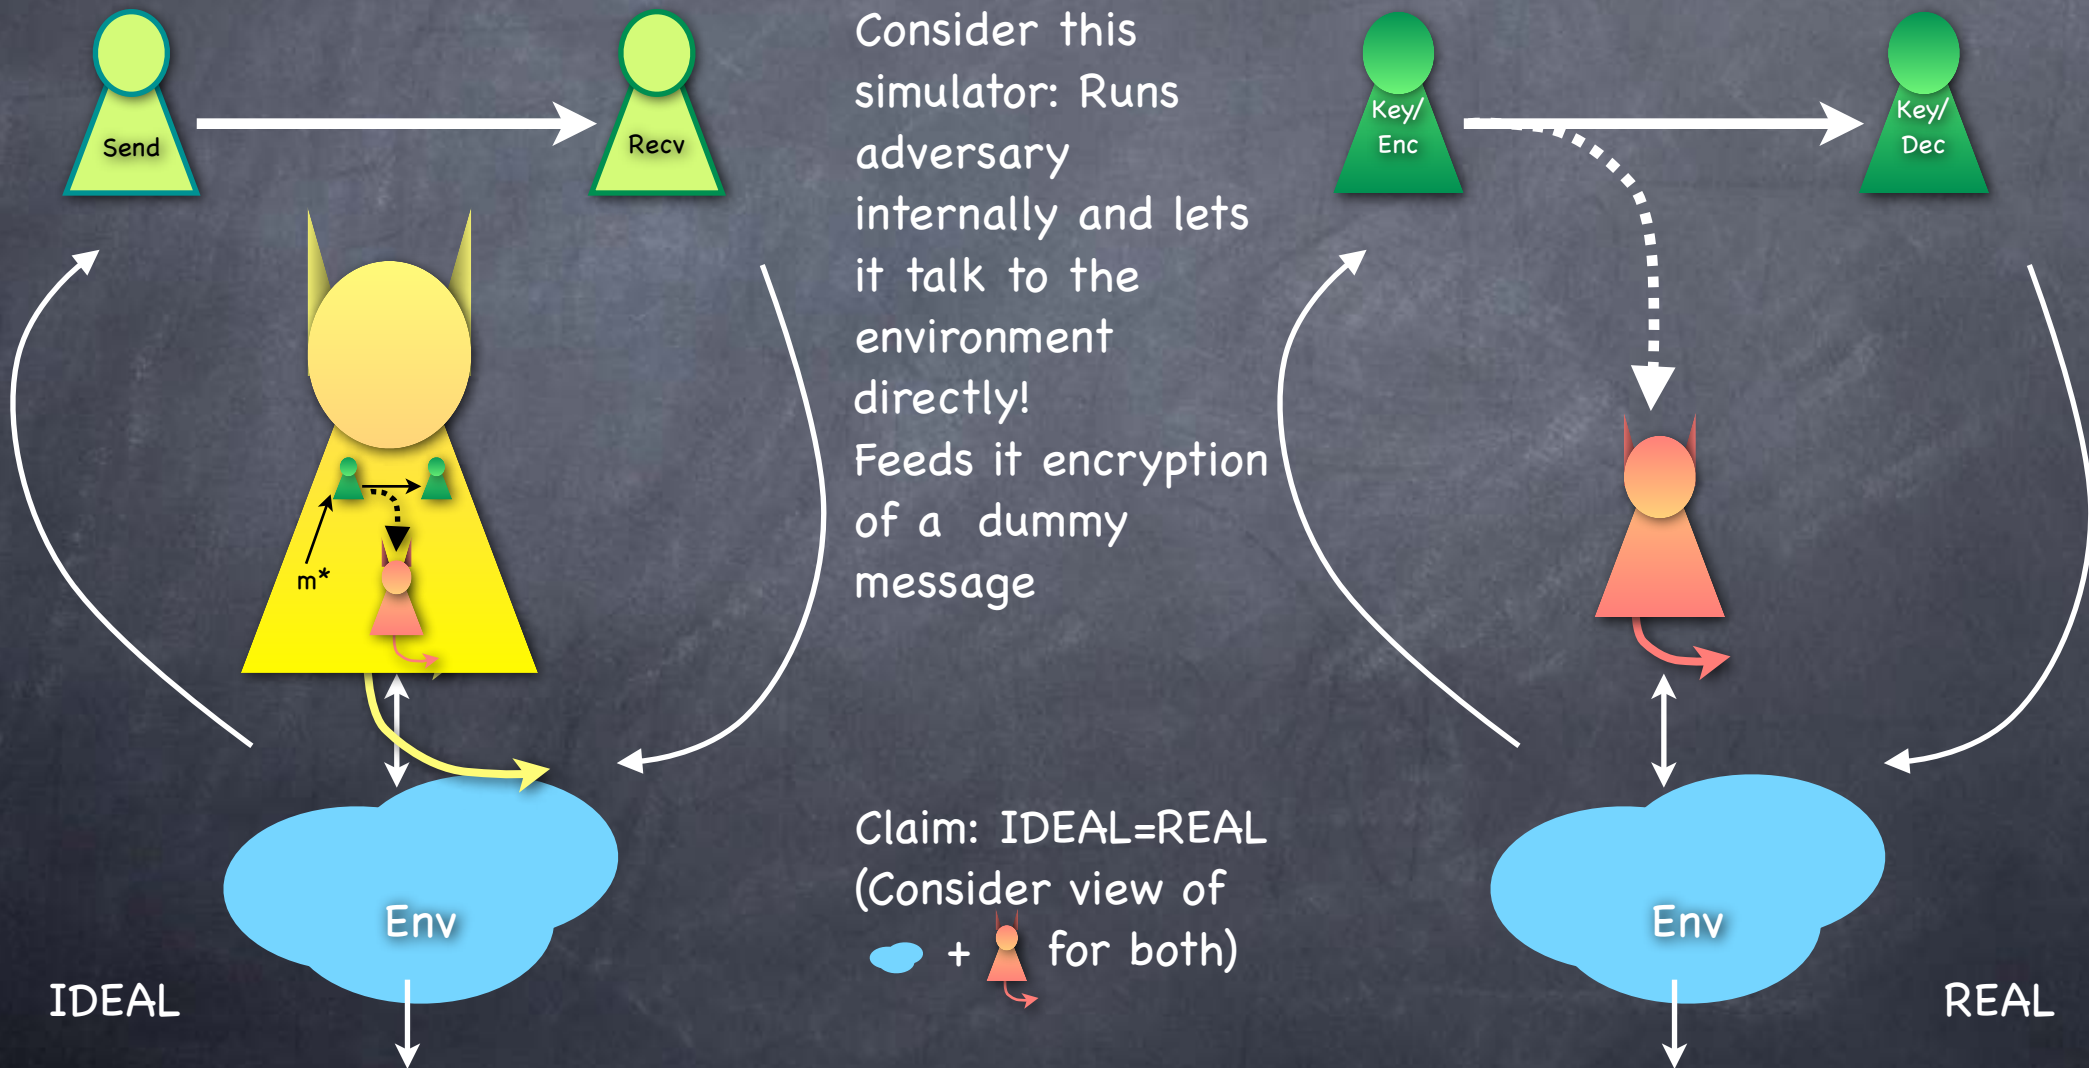 Send
Recv
Consider this
simulator: Runs
adversary
internally and lets
it talk to the
environment
directly!
Feeds it encryption
of a dummy
message
Key/
Enc
Key/
Dec
m*
Claim: IDEAL=REAL
(Consider view of
+ for both)
Env
Env
IDEAL
REAL